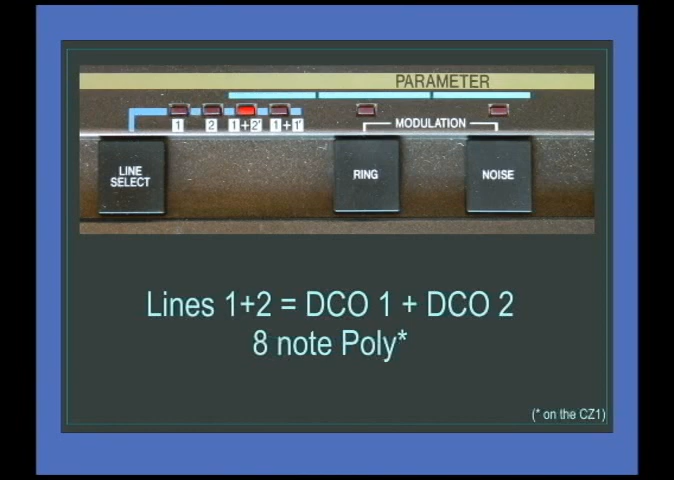 PARAMETER
1 2 1+2' 1+1'
MODULATION
LINE
SELECT
RING
NOISE
Lines 1+2 = DCO 1 + DCO 2
8 note Poly*
(* on the CZ1)